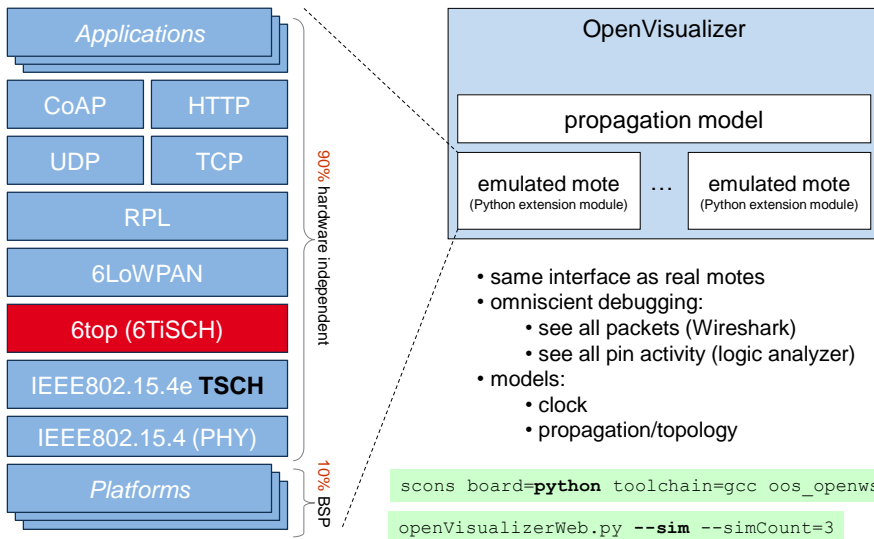 Applications
CoAP HTTP
UDP TCP
RPL
6LoWPAN
6top (6TiSCH)
IEEE802.15.4e TSCH
IEEE802.15.4 (PHY)
Platforms
90% hardware independent
10% BSP
OpenVisualizer
propagation model
emulated mote
(Python extension module)
…
emulated mote
(Python extension module)
• same interface as real motes
• omniscient debugging:
• see all packets (Wireshark)
• see all pin activity (logic analyzer)
• models:
• clock
• propagation/topology
scons board=python toolchain=gcc oos_openws
openVisualizerWeb.py --sim --simCount=3